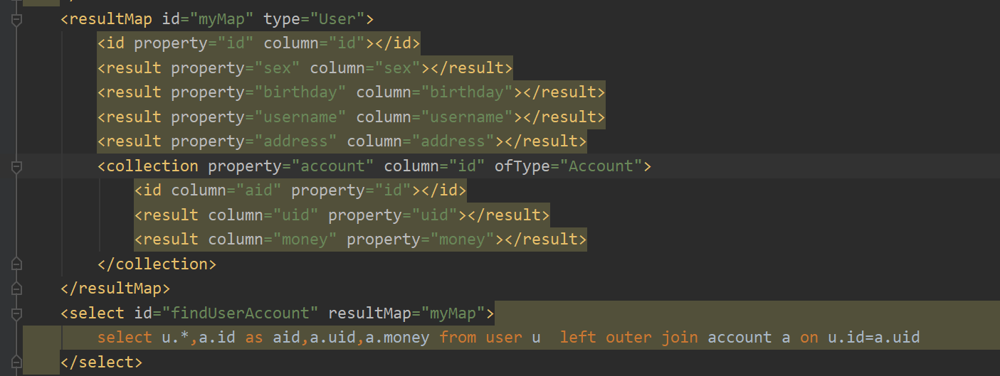 <resultMap id="myMap" type="User">
<id property="id" column="id"></id>
<result property="sex" column="sex"></result>
<result property="birthday" column="birthday"></result>
<result property="username" column="username"></result>
<result property="address" column="address"></result>
<collection property="account" column="id" ofType="Account">
<id column="aid" property="id"></id>
<result column="uid" property="uid"></result>
<result column="money" property="money"></result>
</collection>
</resultMap>
<select id="findUserAccount" resultMap="myMap">
select u.*,a.id as aid,a.uid,a.money from user u  left outer join account a on u.id=a.uid
</select>